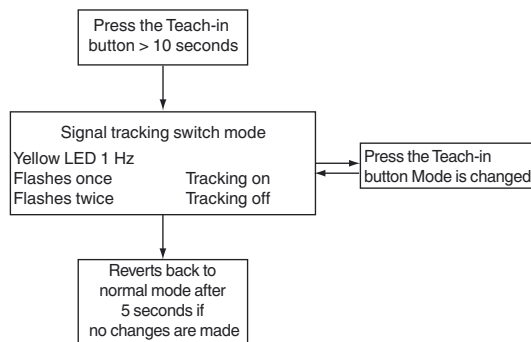 Press the Teach-in
button > 10 seconds
Signal tracking switch mode
Yellow LED 1 Hz
Flashes once Tracking on
Flashes twice Tracking off
Press the Teach-in
button Mode is changed
Reverts back to
normal mode after
5 seconds if
no changes are made